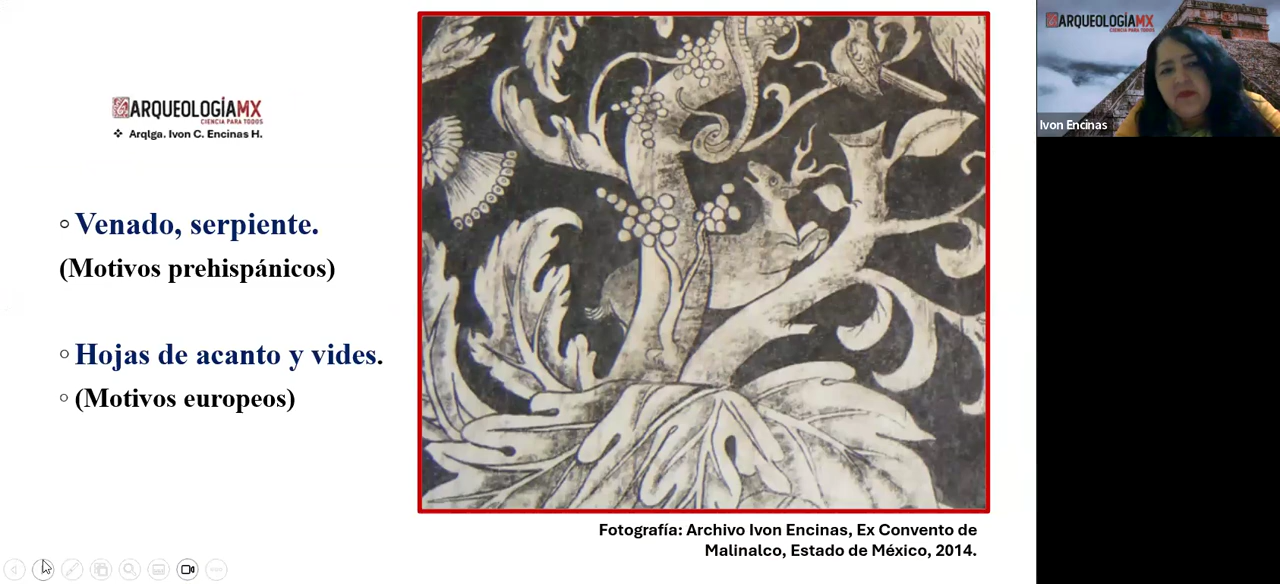 ARQUEOLOGÍAMX
CIENCIA PARA TODOS
❖ Arqlga. Ivon C. Encinas H.
Venado, serpiente.
(Motivos prehispánicos)
Hojas de acanto y vides.
(Motivos europeos)
Fotografía: Archivo Ivon Encinas, Ex Convento de
Malinalco, Estado de México, 2014.
ARQUEOLOGÍAMX
CIENCIA PARA TODOS
Ivon Encinas